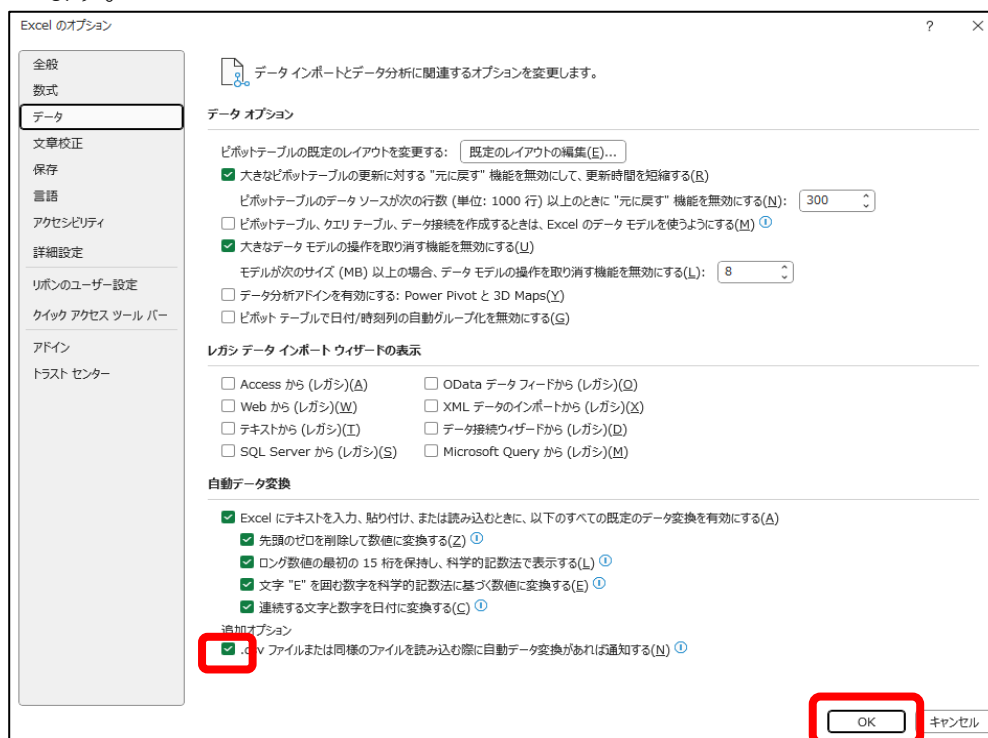 Excel のオプション
?
×
全般
数式
データ
文章校正
保存
言語
アクセシビリティ
詳細設定
リボンのユーザー設定
クイック アクセス ツール バー
アドイン
トラスト センター
データ インポートとデータ分析に関連するオプションを変更します。
データ オプション
ピボットテーブルの既定のレイアウトを変更する: 既定のレイアウトの編集(E)...
大きなピボットテーブルの更新に対する "元に戻す" 機能を無効にして、更新時間を短縮する(R)
ピボットテーブルのデータ ソースが次の行数 (単位: 1000 行) 以上のときに "元に戻す" 機能を無効にする(N): 300
ピボットテーブル、クエリ テーブル、データ接続を作成するときは、Excel のデータ モデルを使うようにする(M)
大きなデータ モデルの操作を取り消す機能を無効にする(U)
モデルが次のサイズ (MB) 以上の場合、データ モデルの操作を取り消す機能を無効にする(L): 8
データ分析アドインを有効にする: Power Pivot と 3D Maps(Y)
ピボット テーブルで日付/時刻列の自動グループ化を無効にする(G)
レガシ データ インポート ウィザードの表示
Access から (レガシ)(A) OData データ フィードから (レガシ)(O)
Web から (レガシ)(W) XML データのインポートから (レガシ)(X)
テキストから (レガシ)(T) データ接続ウィザードから (レガシ)(D)
SQL Server から (レガシ)(S) Microsoft Query から (レガシ)(M)
自動データ変換
Excel にテキストを入力、貼り付け、または読み込むときに、以下のすべての既定のデータ変換を有効にする(A)
先頭のゼロを削除して数値に変換する(Z)
ロング数値の最初の 15 桁を保持し、科学的記数法で表示する(L)
文字 "E" を囲む数字を科学的記数法に基づく数値に変換する(E)
連続する文字と数字を日付に変換する(C)
追加オプション
.csv ファイルまたは同様のファイルを読み込む際に自動データ変換があれば通知する(N)
OK
キャンセル